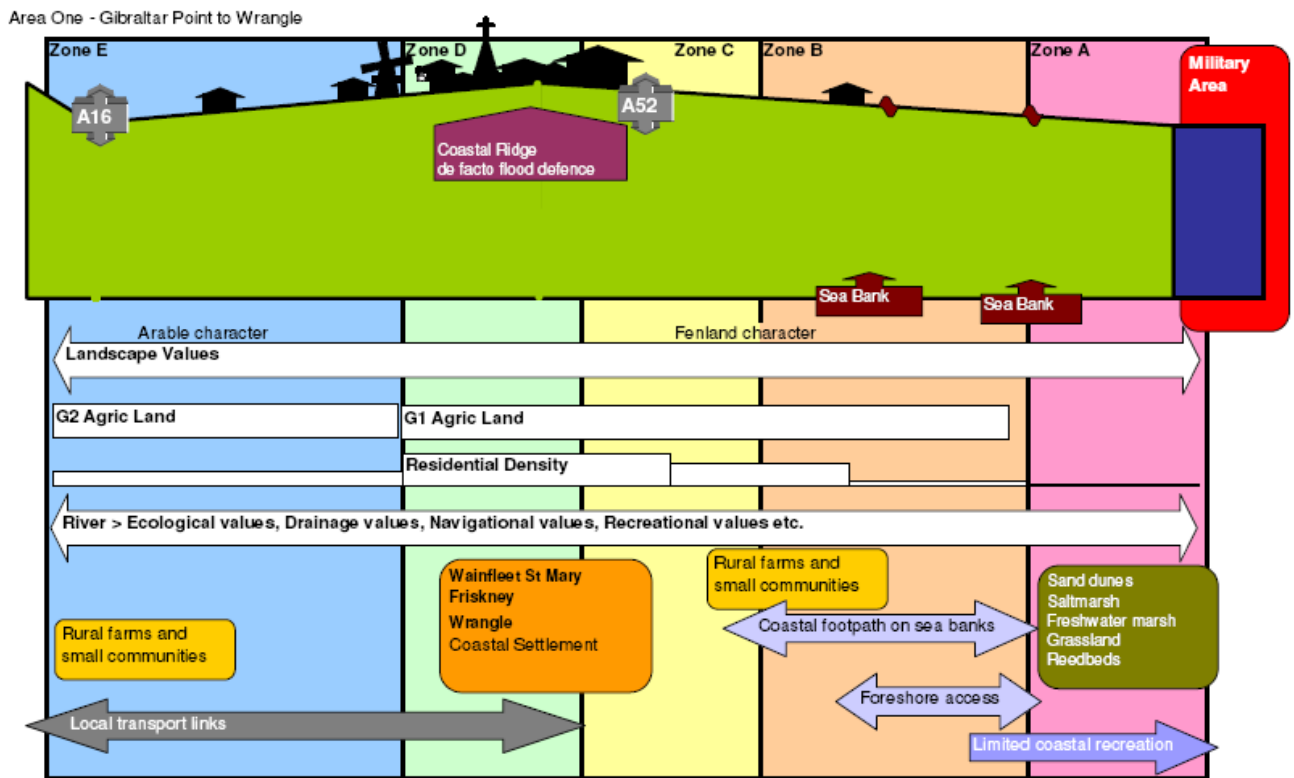 Area One - Gibraltar Point to Wrangle
Zone E
Zone D
Zone C
Zone B
Zone A
Military
Area
A16
A52
Coastal Ridge
de facto flood defence
Sea Bank
Sea Bank
Arable character
Fenland character
Landscape Values
G2 Agric Land
G1 Agric Land
Residential Density
River > Ecological values, Drainage values, Navigational values, Recreational values etc.
Rural farms and
small communities
Wainfleet St Mary
Friskney
Wrangle
Coastal Settlement
Rural farms and
small communities
Coastal footpath on sea banks
Sand dunes
Saltmarsh
Freshwater marsh
Grassland
Reedbeds
Foreshore access
Local transport links
Limited coastal recreation